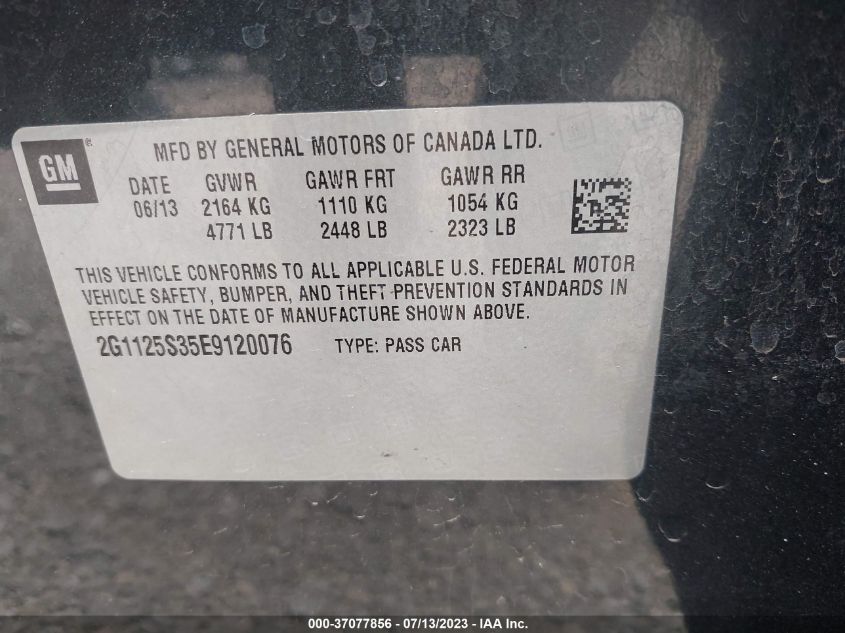 GM ®
MFD BY GENERAL MOTORS OF CANADA LTD.
DATE GVWR GAWR FRT GAWR RR
06/13 2164 KG 1110 KG 1054 KG
4771 LB 2448 LB 2323 LB
THIS VEHICLE CONFORMS TO ALL APPLICABLE U.S. FEDERAL MOTOR
VEHICLE SAFETY, BUMPER, AND THEFT PREVENTION STANDARDS IN
EFFECT ON THE DATE OF MANUFACTURE SHOWN ABOVE.
2G1125S35E9120076 TYPE: PASS CAR
000-37077856 / 07/13/2023 - IAA Inc.